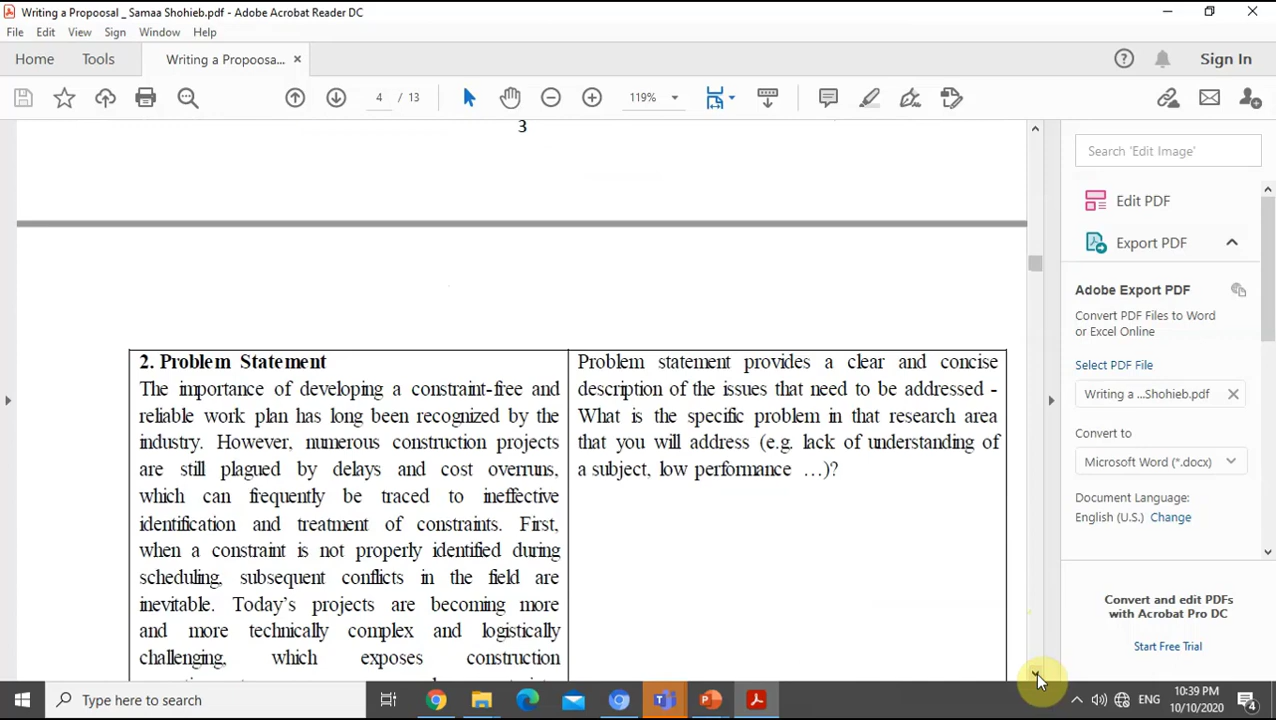 Writing a Propoosal _ Samaa Shohieb.pdf - Adobe Acrobat Reader DC
File Edit View Sign Window Help
Home Tools Writing a Propoosa... ×
Sign In
4 / 13
119%
3
2. Problem Statement
The importance of developing a constraint-free and
reliable work plan has long been recognized by the
industry. However, numerous construction projects
are still plagued by delays and cost overruns,
which can frequently be traced to ineffective
identification and treatment of constraints. First,
when a constraint is not properly identified during
scheduling, subsequent conflicts in the field are
inevitable. Today's projects are becoming more
and more technically complex and logistically
challenging, which exposes construction
Problem statement provides a clear and concise
description of the issues that need to be addressed -
What is the specific problem in that research area
that you will address (e.g. lack of understanding of
a subject, low performance …)?
Search 'Edit Image'
Edit PDF
Export PDF
Adobe Export PDF
Convert PDF Files to Word
or Excel Online
Select PDF File
Writing a ...Shohieb.pdf
Convert to
Microsoft Word (*.docx)
Document Language:
English (U.S.) Change
Convert and edit PDFs
with Acrobat Pro DC
Start Free Trial
Type here to search
ENG
10:39 PM
10/10/2020
4